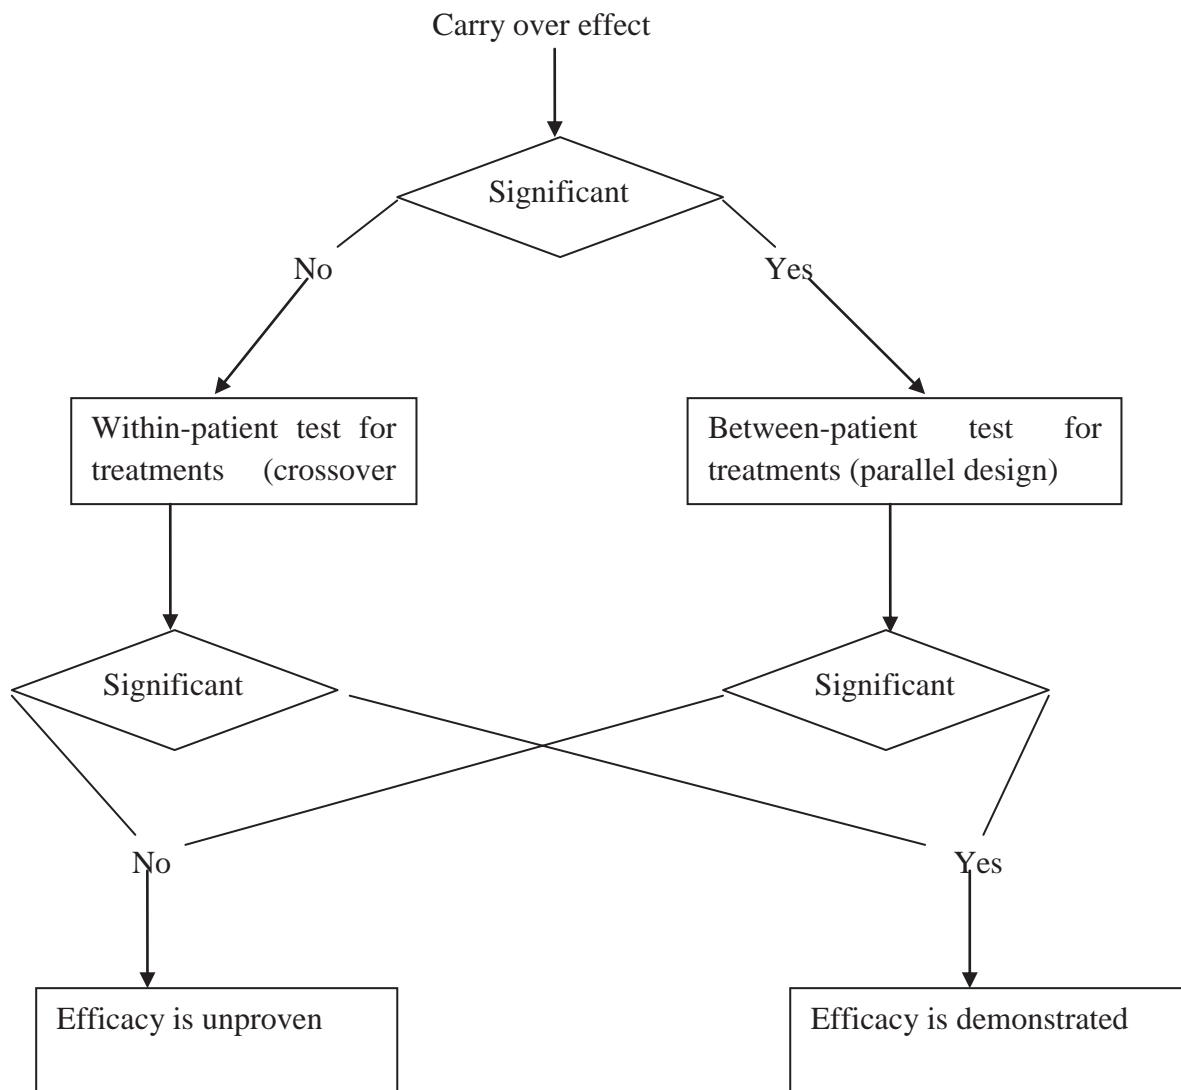 Carry over effect
Significant
No
Yes
Within-patient test for
treatments (crossover
Between-patient test for
treatments (parallel design)
Significant
Significant
No
Yes
Efficacy is unproven
Efficacy is demonstrated